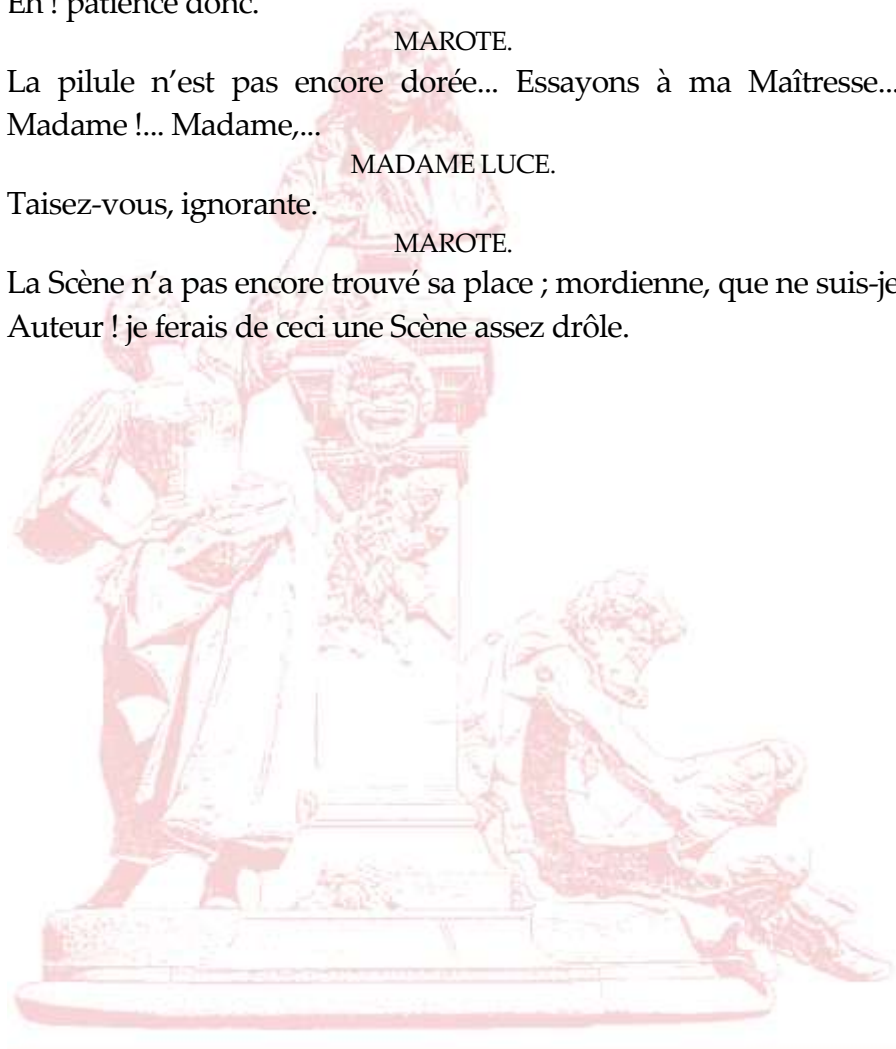 Eh ! patience donc.
MAROTE.
La pilule n’est pas encore dorée... Essayons à ma Maîtresse...
Madame !... Madame,...
MADAME LUCE.
Taisez-vous, ignorante.
MAROTE.
La Scène n’a pas encore trouvé sa place ; mordienne, que ne suis-je
Auteur ! je ferais de ceci une Scène assez drôle.